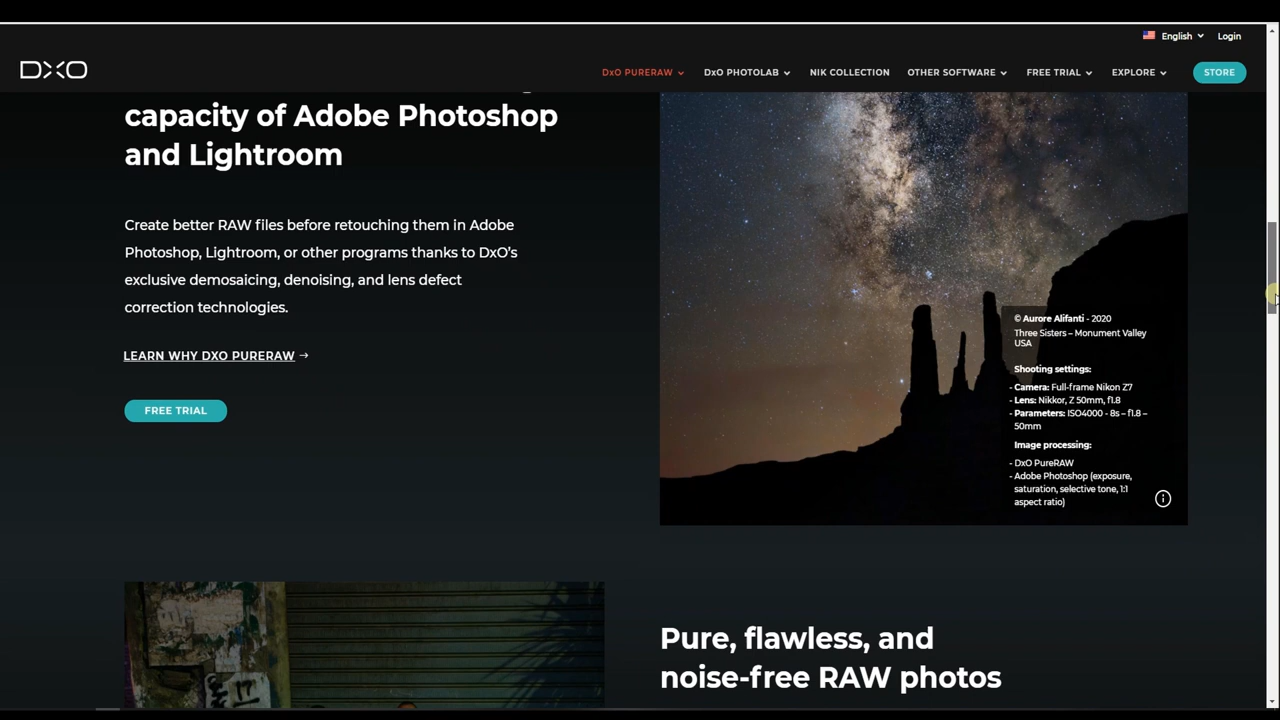 English
Login
DXO
DxO PURERAW
DxO PHOTOLAB
NIK COLLECTION
OTHER SOFTWARE
FREE TRIAL
EXPLORE
STORE
capacity of Adobe Photoshop
and Lightroom
Create better RAW files before retouching them in Adobe
Photoshop, Lightroom, or other programs thanks to DxO's
exclusive demosaicing, denoising, and lens defect
correction technologies.
LEARN WHY DXO PURERAW →
FREE TRIAL
© Aurore Alifanti - 2020
Three Sisters – Monument Valley
USA
Shooting settings:
- Camera: Full-frame Nikon Z7
- Lens: Nikkor, Z 50mm, f1.8
- Parameters: ISO4000 - 8s – f1.8 –
50mm
Image processing:
- DxO PureRAW
- Adobe Photoshop (exposure,
saturation, selective tone, 1:1
aspect ratio)
Pure, flawless, and
noise-free RAW photos